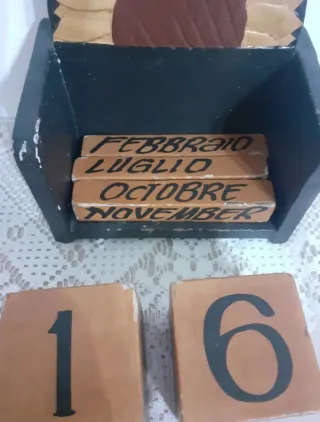 FEBBRAIO
LUGLIO
OCTOBRE
NOVEMBER
1 6